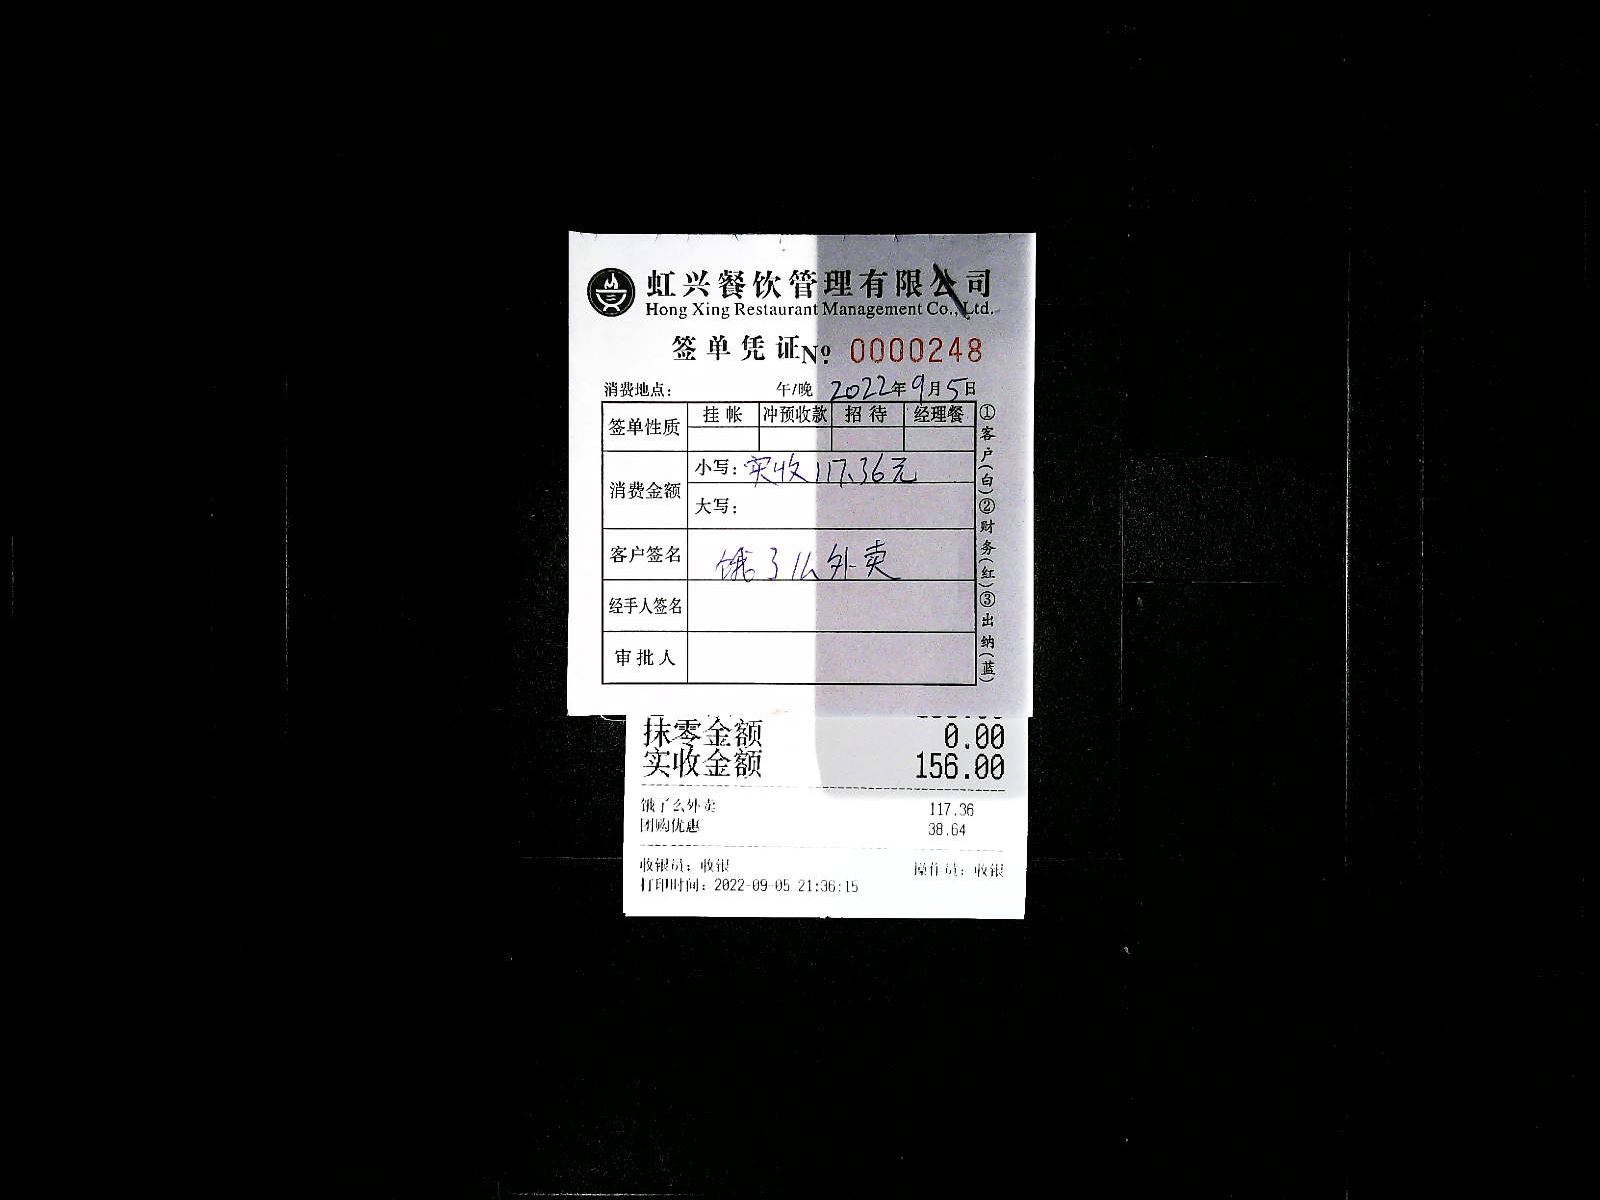 虹兴餐饮管理有限公司
Hong Xing Restaurant Management Co., Ltd.
签单凭证 № 0000248
消费地点: 午/晚 2022年9月5日
签单性质 挂帐 冲预收款 招待 经理餐
消费金额 小写: 实收117.36元
大写:
客户签名 饿了么外卖
经手人签名
审批人
①客户(白)②财务(红)③出纳(蓝)
抹零金额 0.00
实收金额 156.00
饿了么外卖 117.36
团购优惠 38.64
收银员: 收银 操作员: 收银
打印时间: 2022-09-05 21:36:15